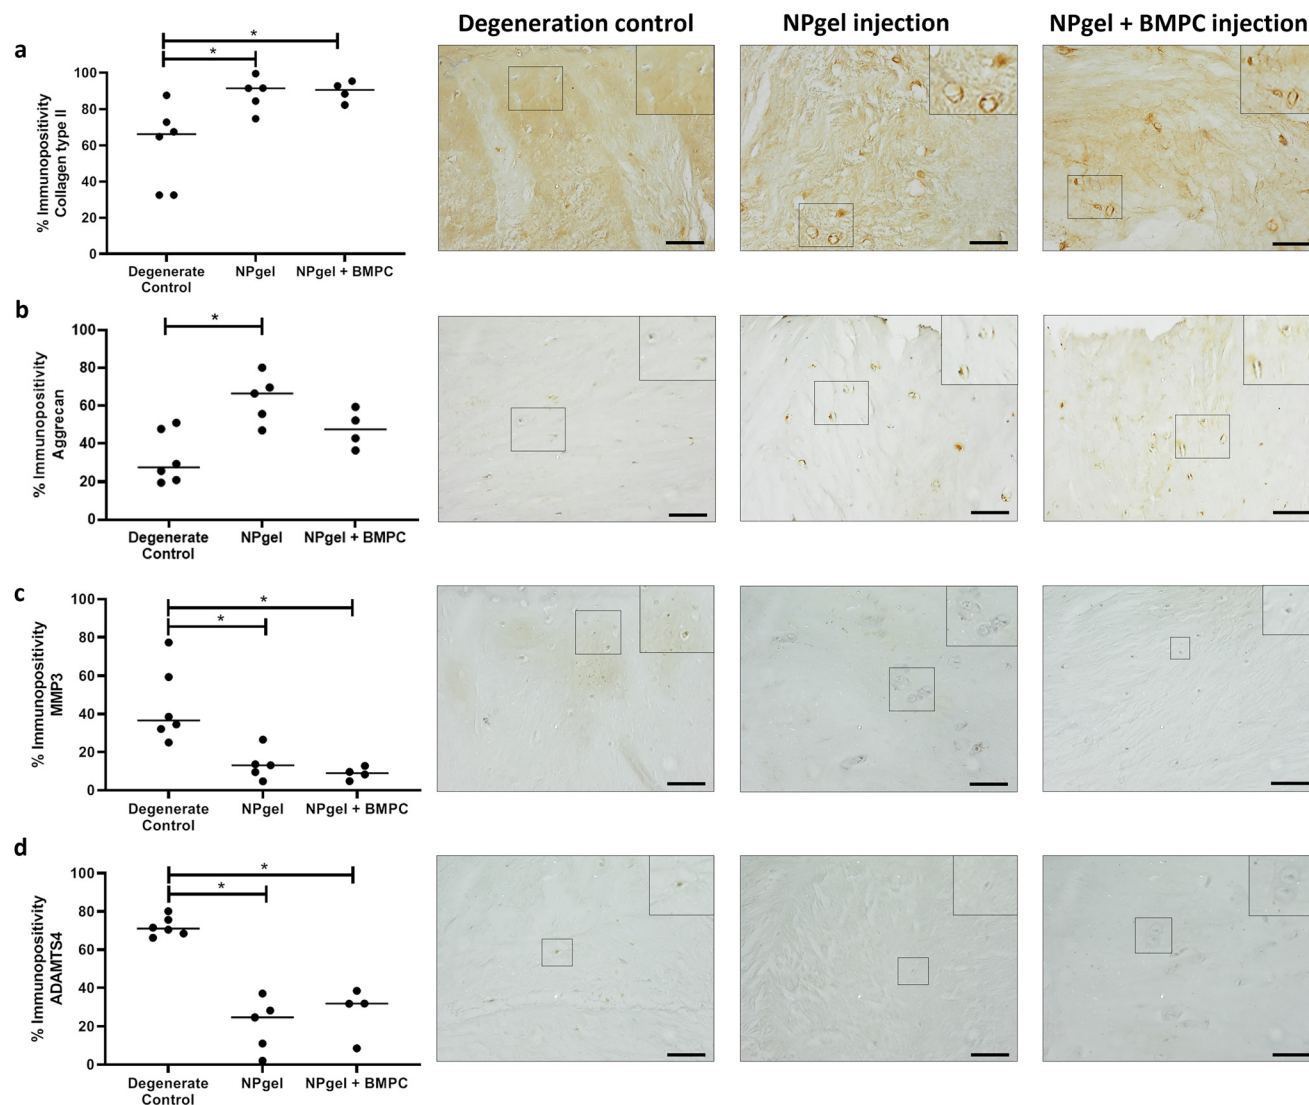 Degeneration control
NPgel injection
NPgel + BMPC injection
a
*
*
% Immunopositivity
Collagen type II
100
80
60
40
20
0
Degenerate
Control
NPgel
NPgel + BMPC
b
*
% Immunopositivity
Aggrecan
100
80
60
40
20
0
Degenerate
Control
NPgel
NPgel + BMPC
c
*
*
% Immunopositivity
MMP3
100
80
60
40
20
0
Degenerate
Control
NPgel
NPgel + BMPC
d
*
*
% Immunopositivity
ADAMTS4
100
80
60
40
20
0
Degenerate
Control
NPgel
NPgel + BMPC